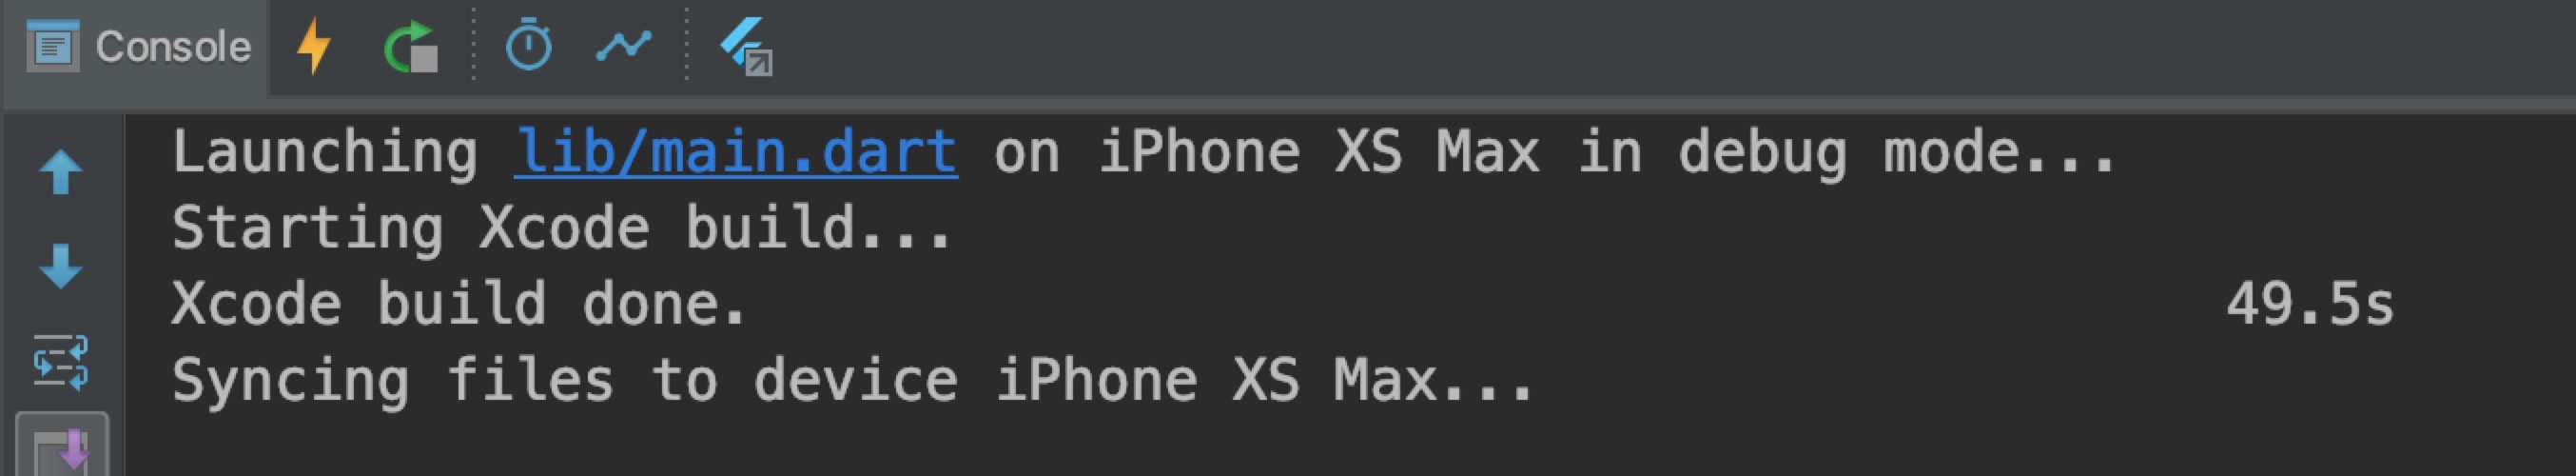 Console
Launching lib/main.dart on iPhone XS Max in debug mode...
Starting Xcode build...
Xcode build done. 49.5s
Syncing files to device iPhone XS Max...